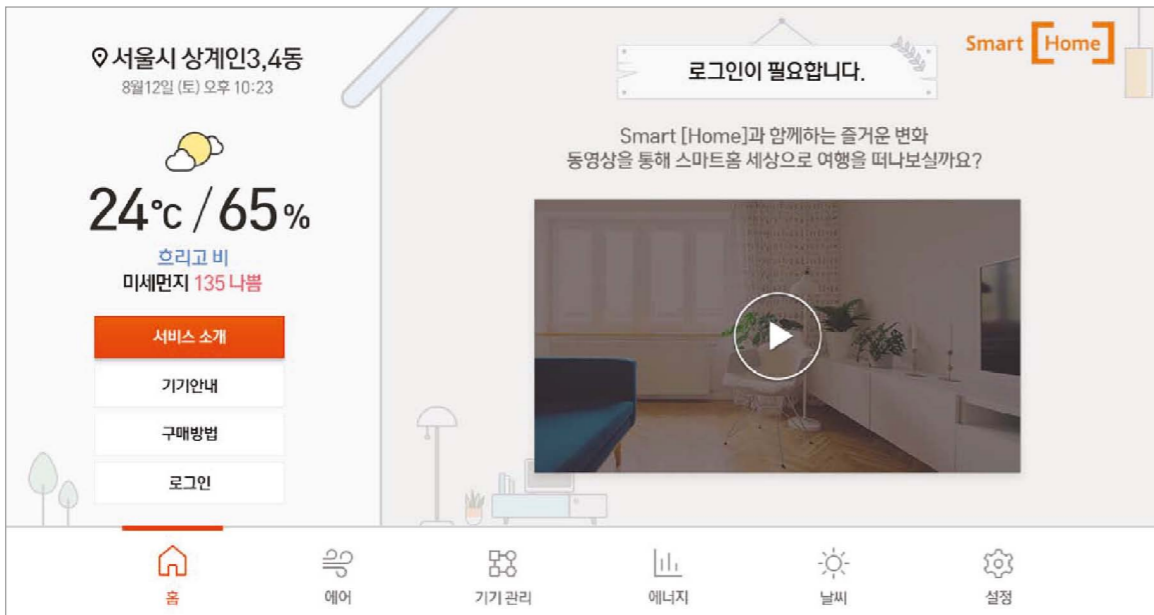 서울시 상계인3,4동
8월12일 (토) 오후 10:23
24°C / 65%
흐리고 비
미세먼지 135 나쁨
서비스 소개
기기안내
구매방법
로그인
Smart [Home]
로그인이 필요합니다.
Smart [Home]과 함께하는 즐거운 변화
동영상을 통해 스마트홈 세상으로 여행을 떠나보실까요?
홈
에어
기기 관리
에너지
날씨
설정